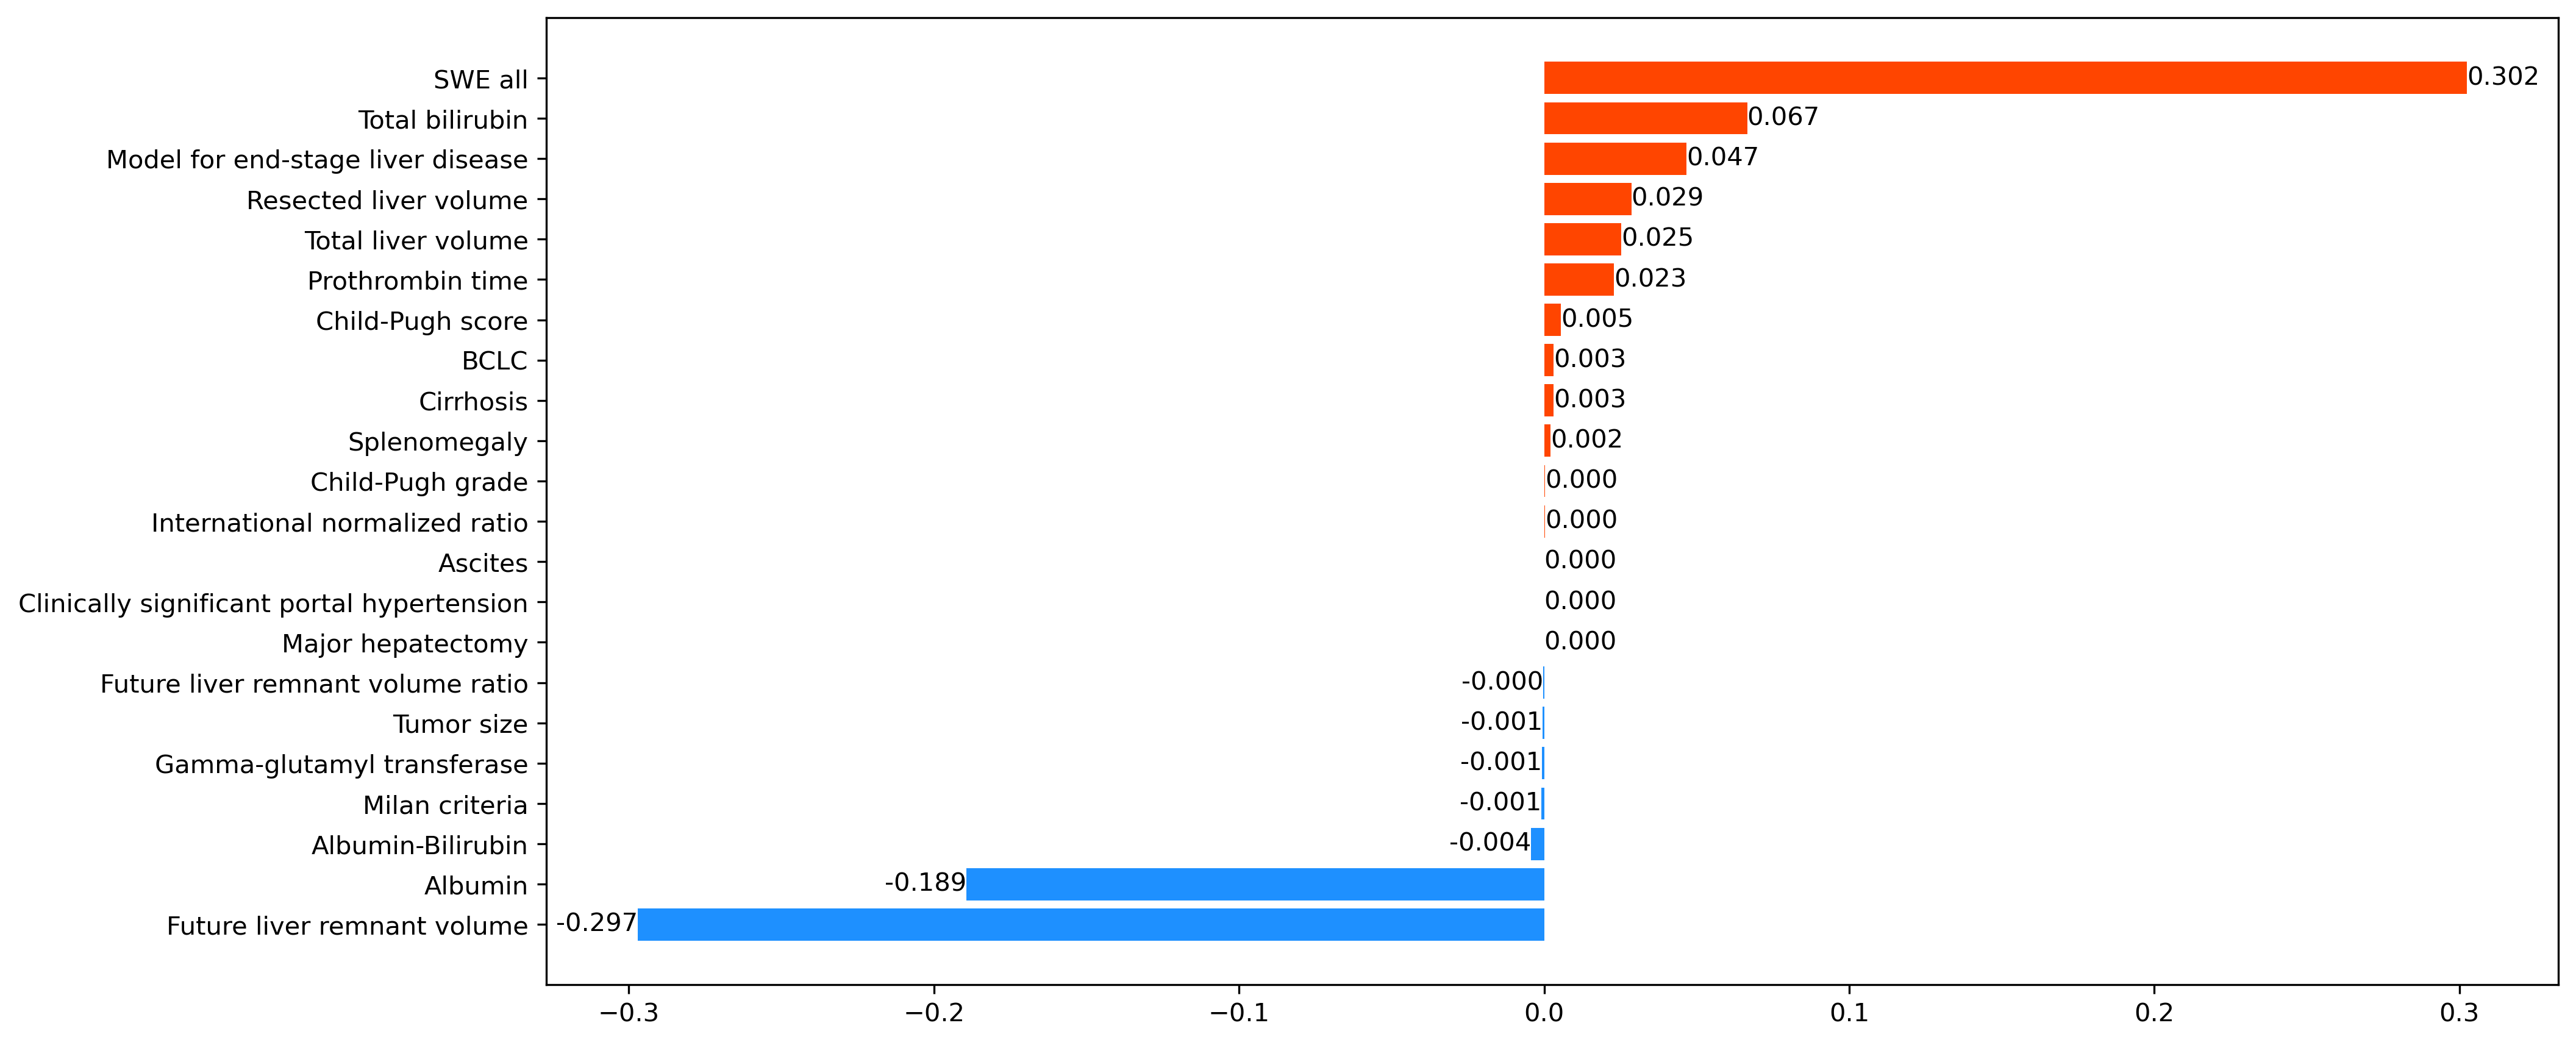 SWE all 0.302
Total bilirubin 0.067
Model for end-stage liver disease 0.047
Resected liver volume 0.029
Total liver volume 0.025
Prothrombin time 0.023
Child-Pugh score 0.005
BCLC 0.003
Cirrhosis 0.003
Splenomegaly 0.002
Child-Pugh grade 0.000
International normalized ratio 0.000
Ascites 0.000
Clinically significant portal hypertension 0.000
Major hepatectomy 0.000
Future liver remnant volume ratio -0.000
Tumor size -0.001
Gamma-glutamyl transferase -0.001
Milan criteria -0.001
Albumin-Bilirubin -0.004
Albumin -0.189
Future liver remnant volume -0.297
−0.3 −0.2 −0.1 0.0 0.1 0.2 0.3